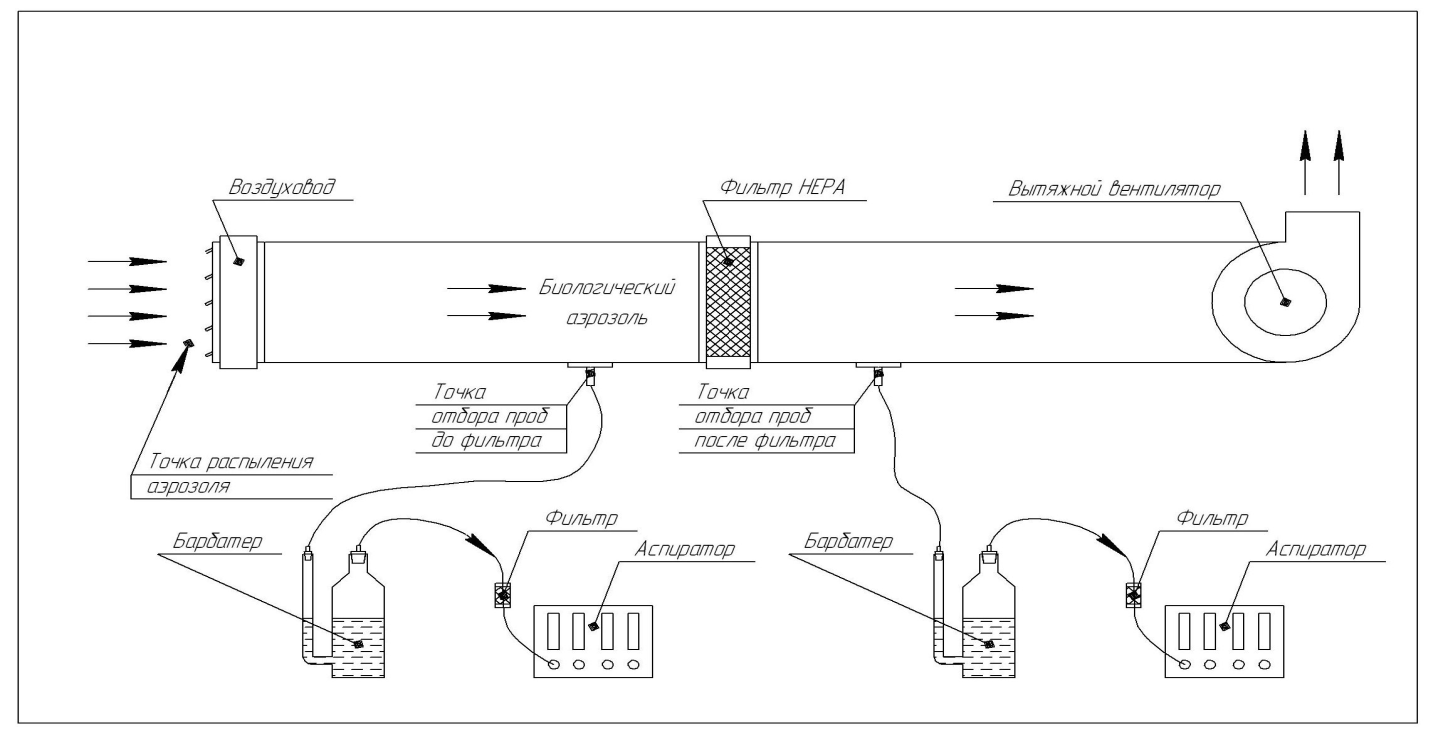 Воздуховод
Фильтр HEPA
Вытяжной вентилятор
Биологический
аэрозоль
Точка
отбора проб
до фильтра
Точка
отбора проб
после фильтра
Точка распыления
аэрозоля
Барбатер
Фильтр
Аспиратор
Барбатер
Фильтр
Аспиратор